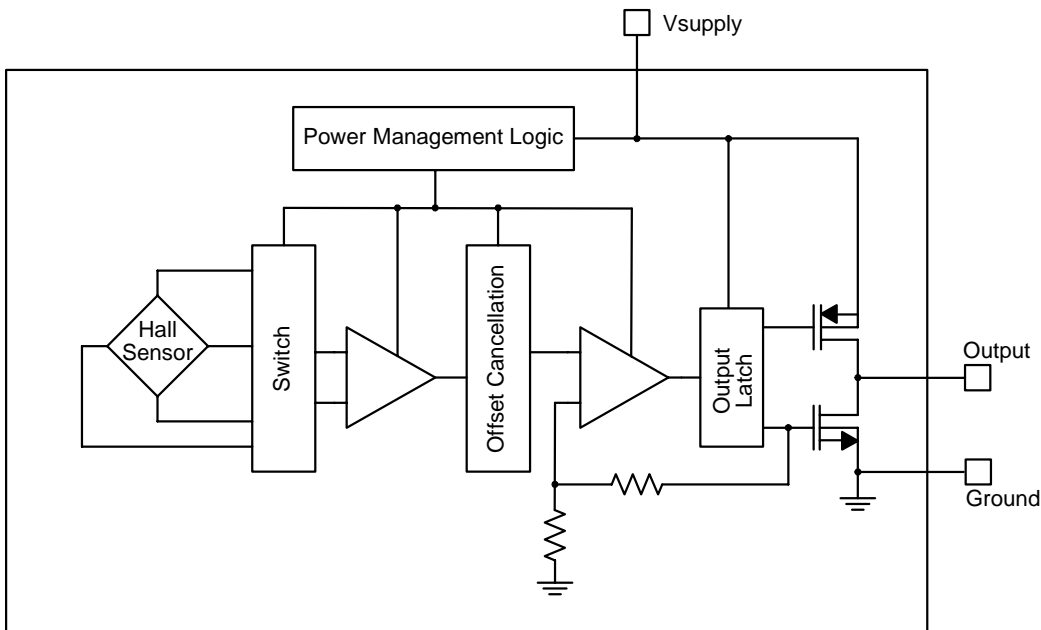 Vsupply
Power Management Logic
Hall
Sensor
Switch
Offset Cancellation
Output
Latch
Output
Ground